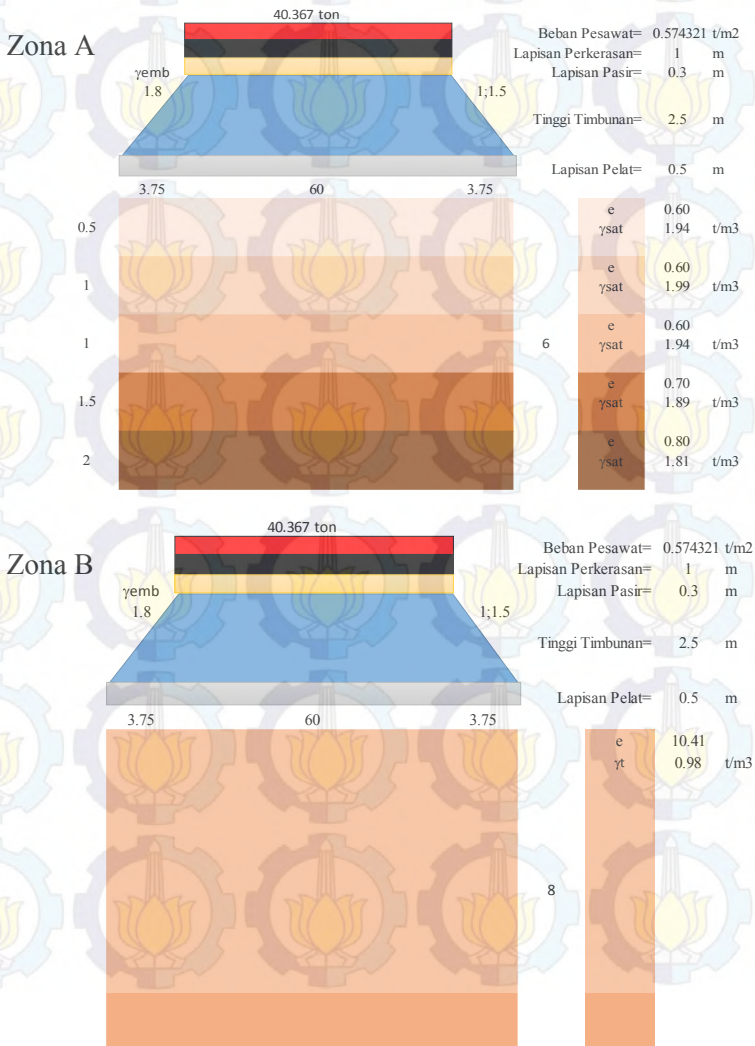 40.367 ton
Zona A
Beban Pesawat= 0.574321 t/m2
Lapisan Perkerasan= 1 m
Lapisan Pasir= 0.3 m
γemb
1.8
1;1.5
Tinggi Timbunan= 2.5 m
Lapisan Pelat= 0.5 m
3.75 60 3.75
0.5
e 0.60
γsat 1.94 t/m3
1
e 0.60
γsat 1.99 t/m3
1
6
e 0.60
γsat 1.94 t/m3
1.5
e 0.70
γsat 1.89 t/m3
2
e 0.80
γsat 1.81 t/m3
40.367 ton
Zona B
Beban Pesawat= 0.574321 t/m2
Lapisan Perkerasan= 1 m
Lapisan Pasir= 0.3 m
γemb
1.8
1;1.5
Tinggi Timbunan= 2.5 m
Lapisan Pelat= 0.5 m
3.75 60 3.75
e 10.41
γt 0.98 t/m3
8